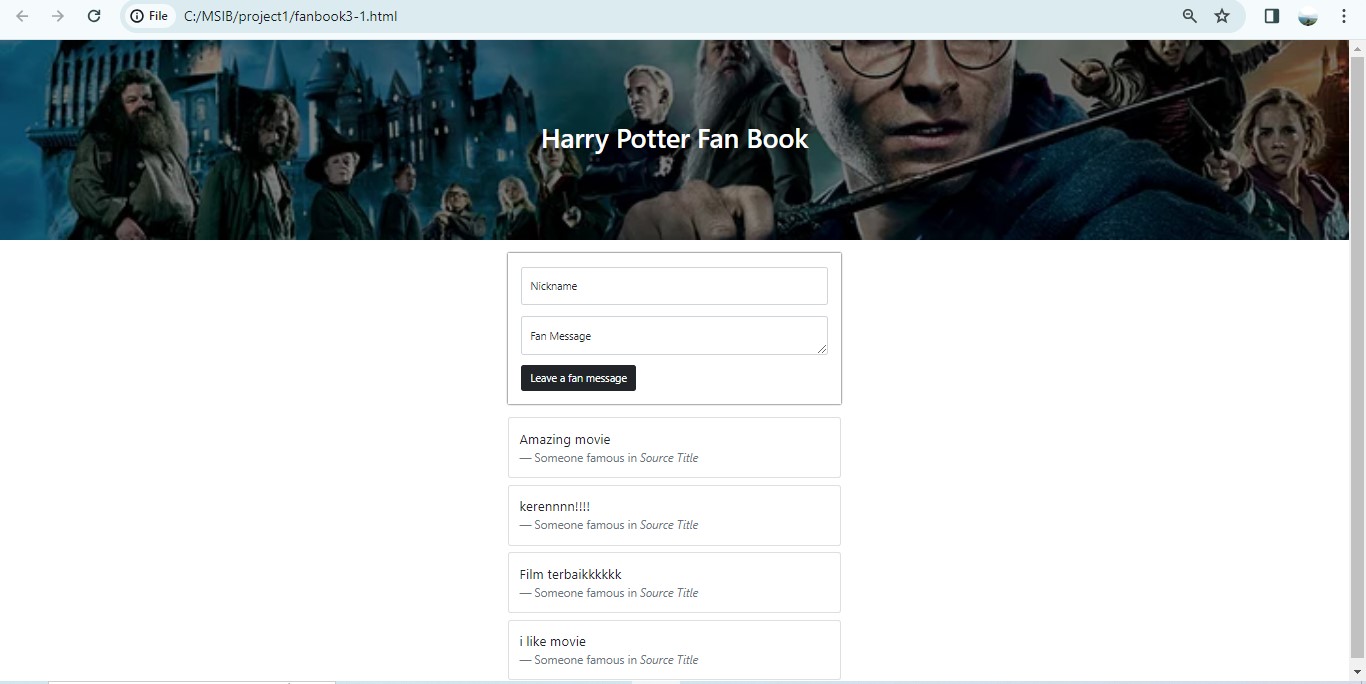 File C:/MSIB/project1/fanbook3-1.html
Harry Potter Fan Book
Nickname
Fan Message
Leave a fan message
Amazing movie
— Someone famous in Source Title
kerennnn!!!!
— Someone famous in Source Title
Film terbaikkkkkk
— Someone famous in Source Title
i like movie
— Someone famous in Source Title